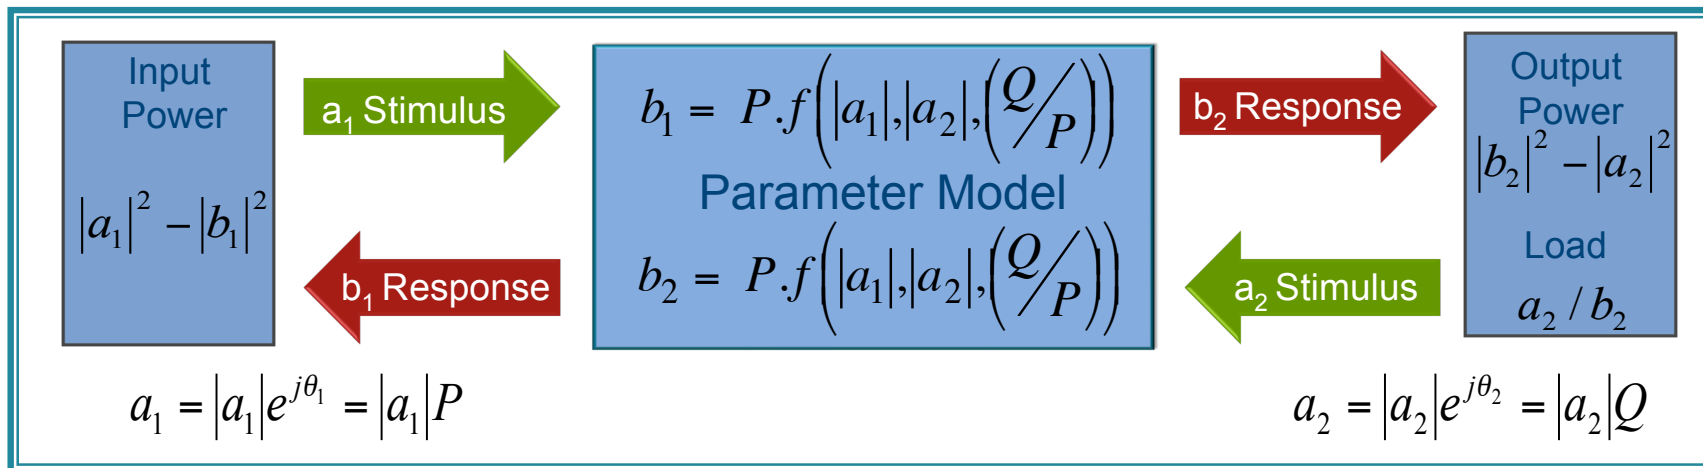 Input
Power
|a₁|² − |b₁|²
a₁ Stimulus
b₁ Response
b₁ = P.f(|a₁|,|a₂|,(Q/P))
Parameter Model
b₂ = P.f(|a₁|,|a₂|,(Q/P))
b₂ Response
a₂ Stimulus
Output
Power
|b₂|² − |a₂|²
Load
a₂ / b₂
a₁ = |a₁|e^{jθ₁} = |a₁|P
a₂ = |a₂|e^{jθ₂} = |a₂|Q